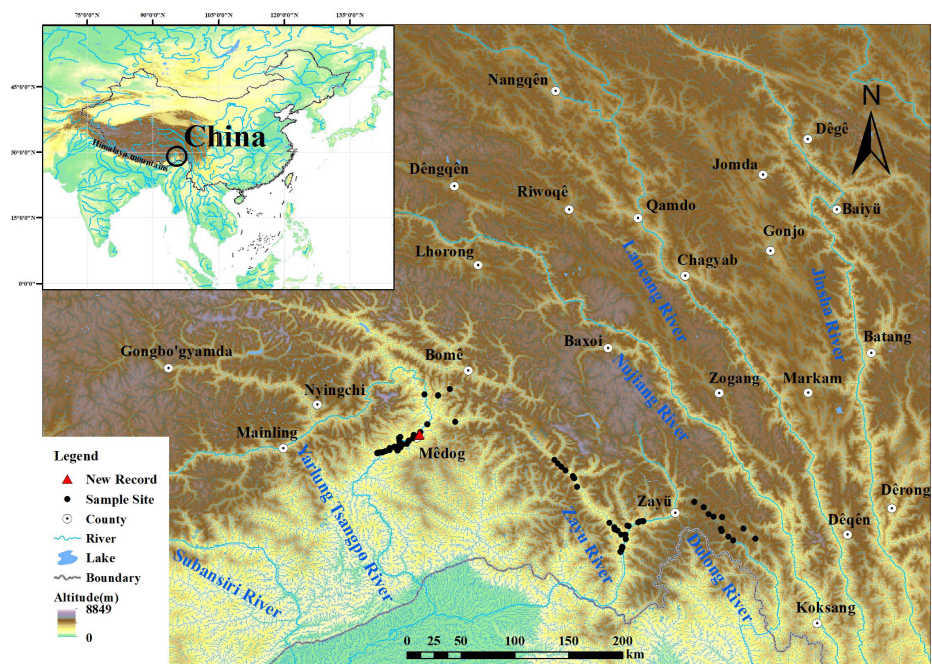 75°0'0"E 90°0'0"E 105°0'0"E 120°0'0"E 135°0'0"E
45°0'0"N
30°0'0"N
15°0'0"N
0°0'0"
China
Himalaya mountains
N
Nangqên
Dêgê
Jomda
Dêngqên
Riwoqê
Qamdo
Baiyü
Gonjo
Lhorong
Chagyab
Lancang River
Jinsha River
Batang
Baxoi
Bomê
Gongbo'gyamda
Nyingchi
Nujiang River
Zogang
Markam
Mainling
Mêdog
Yarlung Tsangpo River
Zayü
Dêrong
Dêqên
Zayu River
Dulong River
Subansiri River
Koksang
Legend
New Record
Sample Site
County
River
Lake
Boundary
Altitude(m)
8849
0
0 25 50 100 150 200
km